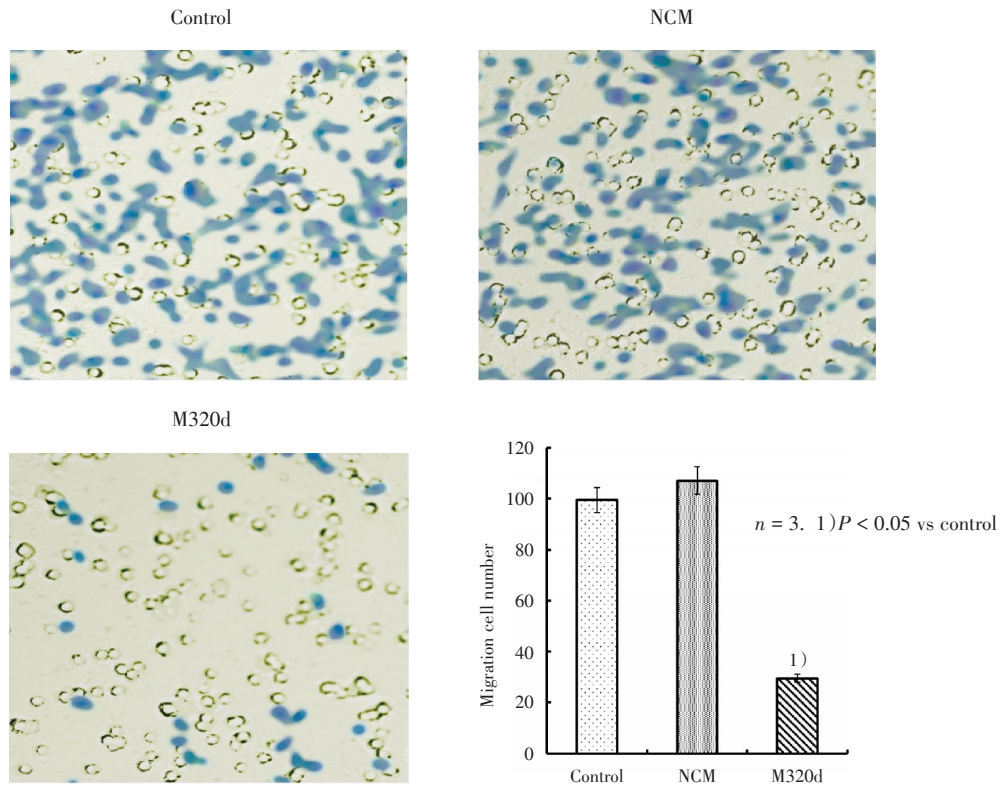 Control
NCM
M320d
120
100
80
60
40
20
0
Migration cell number
n = 3. 1)P < 0.05 vs control
1)
Control
NCM
M320d